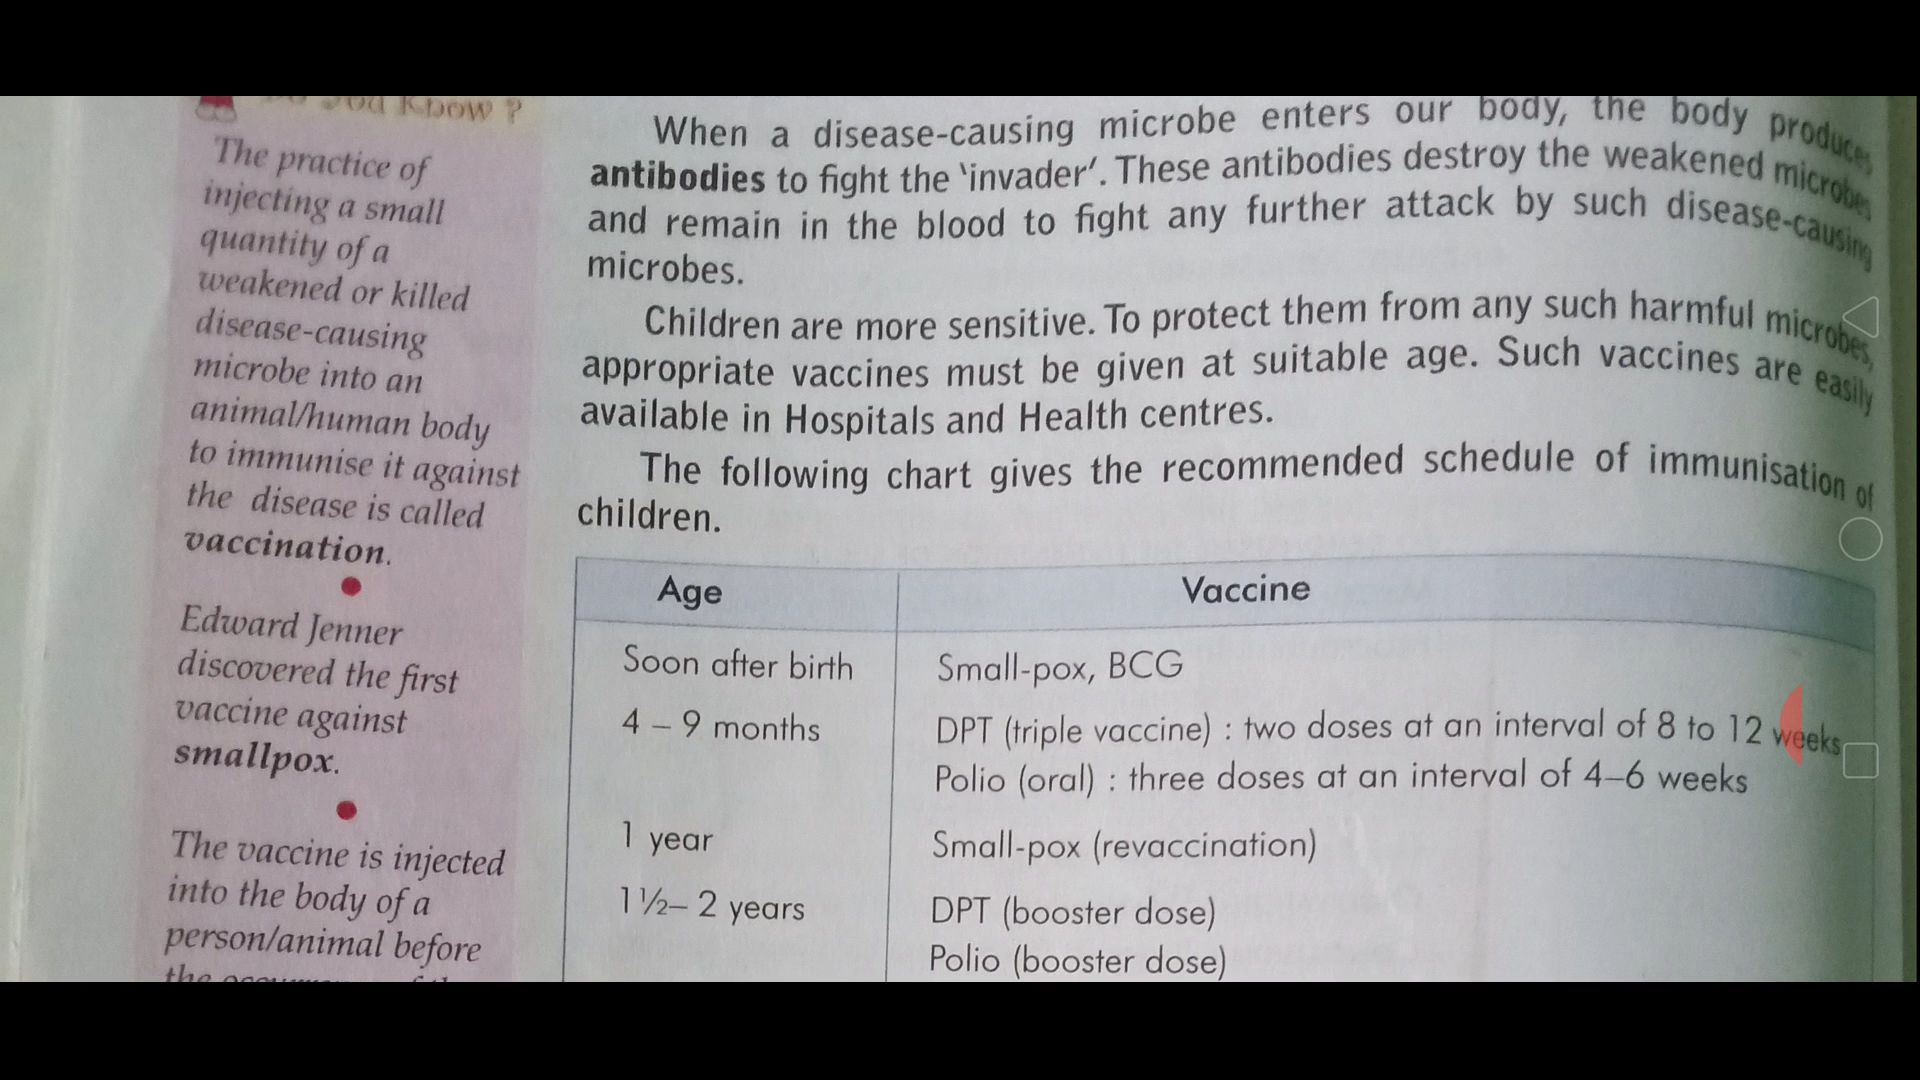 Do You Know ?
The practice of
injecting a small
quantity of a
weakened or killed
disease-causing
microbe into an
animal/human body
to immunise it against
the disease is called
vaccination.
Edward Jenner
discovered the first
vaccine against
smallpox.
The vaccine is injected
into the body of a
person/animal before
the
When a disease-causing microbe enters our body, the body produces
antibodies to fight the 'invader'. These antibodies destroy the weakened microbes
and remain in the blood to fight any further attack by such disease-causing
microbes.
Children are more sensitive. To protect them from any such harmful microbes,
appropriate vaccines must be given at suitable age. Such vaccines are easily
available in Hospitals and Health centres.
The following chart gives the recommended schedule of immunisation of
children.
Age Vaccine
Soon after birth Small-pox, BCG
4 – 9 months DPT (triple vaccine) : two doses at an interval of 8 to 12 weeks
Polio (oral) : three doses at an interval of 4–6 weeks
1 year Small-pox (revaccination)
1½– 2 years DPT (booster dose)
Polio (booster dose)